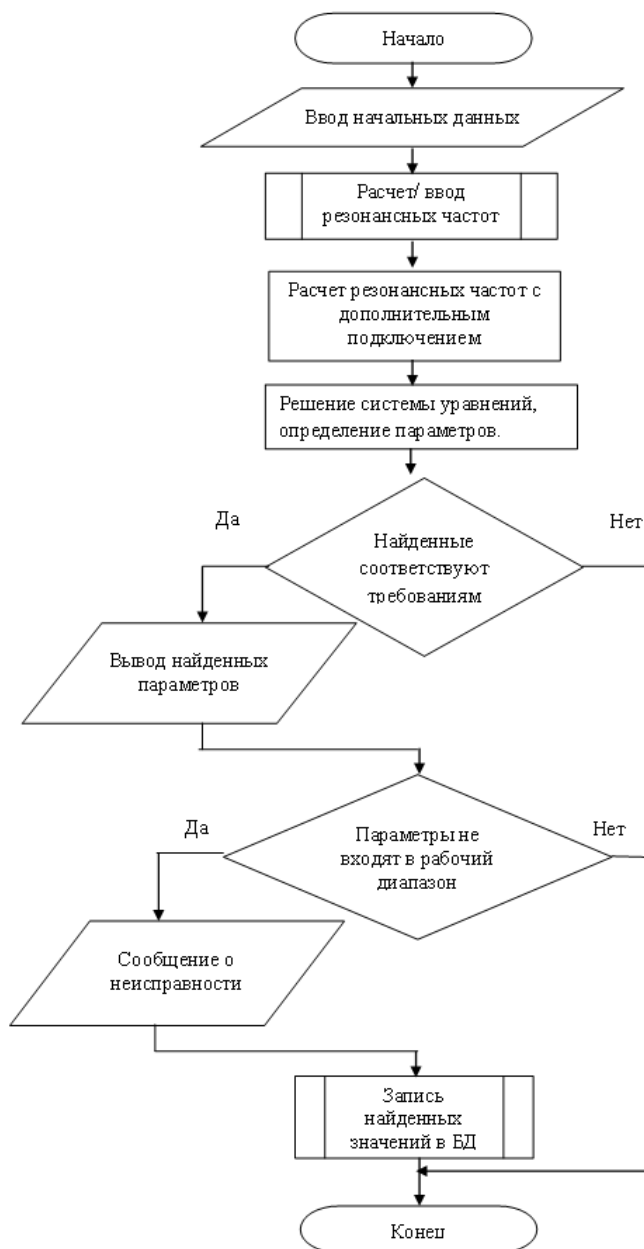 Начало
Ввод начальных данных
Расчет/ ввод
резонансных частот
Расчет резонансных частот с
дополнительным
подключением
Решение системы уравнений,
определение параметров.
Да
Нет
Найденные
соответствуют
требованиям
Вывод найденных
параметров
Да
Нет
Параметры не
входят в рабочий
диапазон
Сообщение о
неисправности
Запись
найденных
значений в БД
Конец